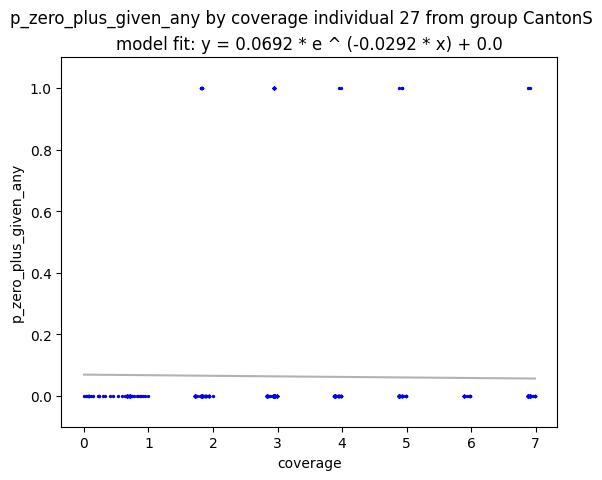 p_zero_plus_given_any by coverage individual 27 from group CantonS
model fit: y = 0.0692 * e ^ (-0.0292 * x) + 0.0
1.0
0.8
0.6
0.4
0.2
0.0
p_zero_plus_given_any
0 1 2 3 4 5 6 7
coverage